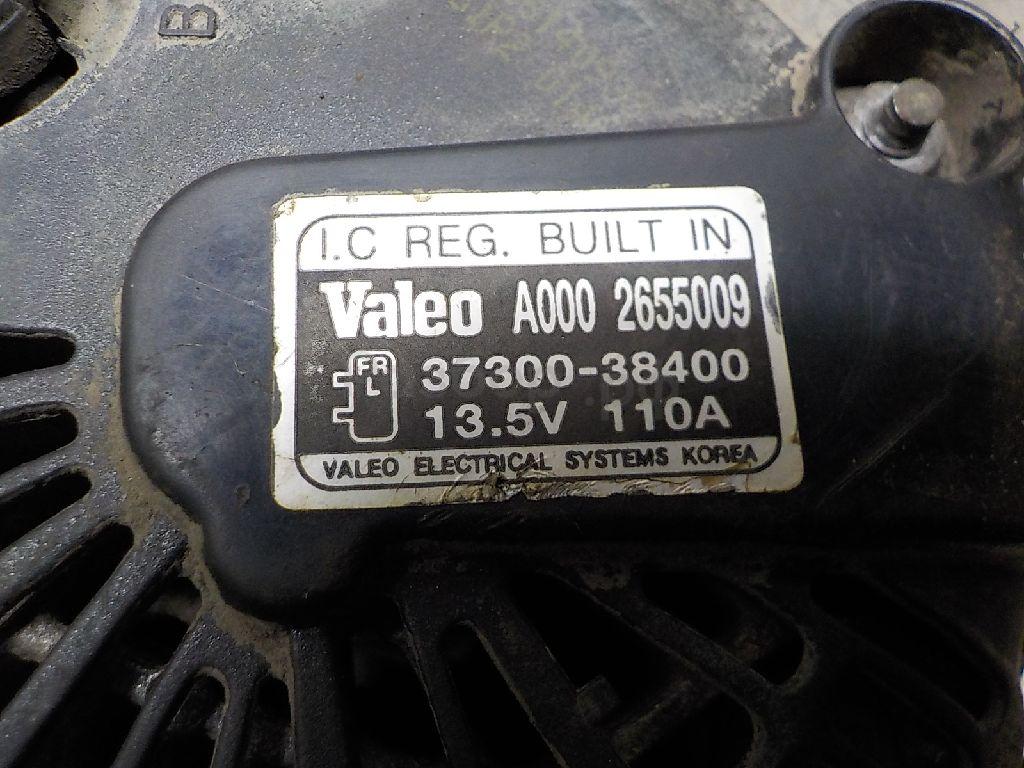 B
I.C REG. BUILT IN
Valeo A000 2655009
FR
L
37300-38400
13.5V 110A
VALEO ELECTRICAL SYSTEMS KOREA